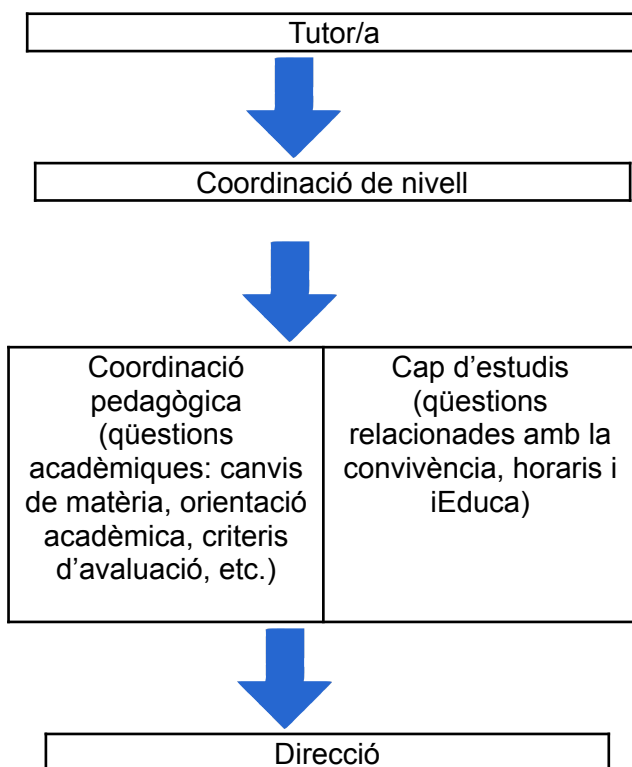 Tutor/a
Coordinació de nivell
Coordinació
pedagògica
(qüestions
acadèmiques: canvis
de matèria, orientació
acadèmica, criteris
d’avaluació, etc.)
Cap d’estudis
(qüestions
relacionades amb la
convivència, horaris i
iEduca)
Direcció